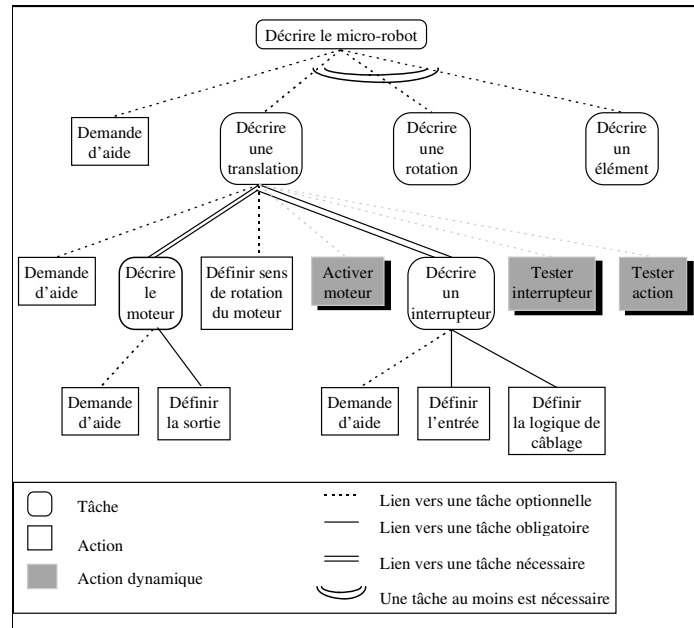 Décrire le micro-robot
Demande
d'aide
Décrire
une
translation
Décrire
une
rotation
Décrire
un
élément
Demande
d'aide
Décrire
le
moteur
Définir sens
de rotation
du moteur
Activer
moteur
Décrire
un
interrupteur
Tester
interrupteur
Tester
action
Demande
d'aide
Définir
la sortie
Demande
d'aide
Définir
l'entrée
Définir
la logique de
câblage
Tâche
Action
Action dynamique
Lien vers une tâche optionnelle
Lien vers une tâche obligatoire
Lien vers une tâche nécessaire
Une tâche au moins est nécessaire